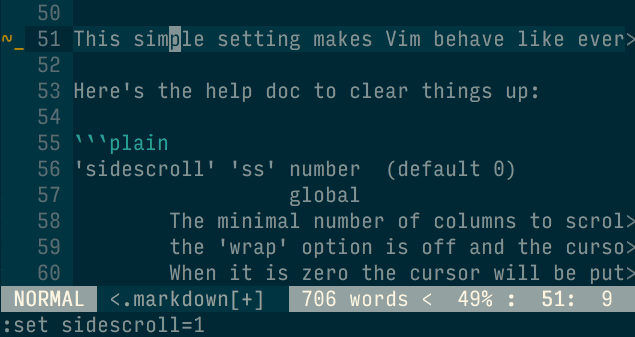 50
~_ 51 This simple setting makes Vim behave like ever>
52
53 Here's the help doc to clear things up:
54
55 ```plain
56 'sidescroll' 'ss' number  (default 0)
57                   global
58         The minimal number of columns to scrol>
59         the 'wrap' option is off and the curso>
60         When it is zero the cursor will be put>
NORMAL <.markdown[+] 706 words < 49% : 51: 9
:set sidescroll=1